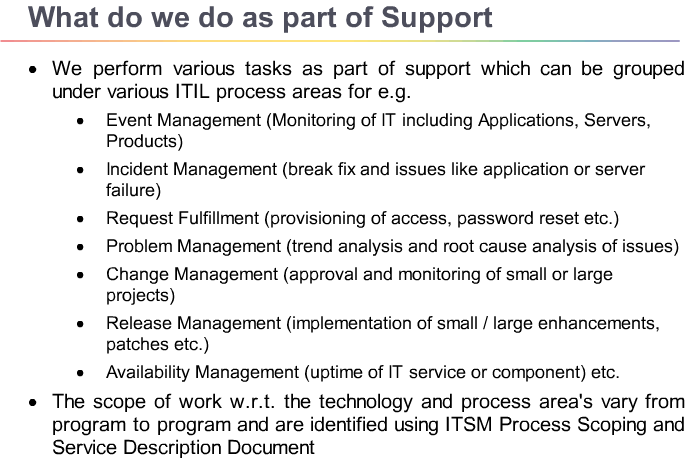 What do we do as part of Support
• We perform various tasks as part of support which can be grouped
under various ITIL process areas for e.g.
• Event Management (Monitoring of IT including Applications, Servers,
Products)
• Incident Management (break fix and issues like application or server
failure)
• Request Fulfillment (provisioning of access, password reset etc.)
• Problem Management (trend analysis and root cause analysis of issues)
• Change Management (approval and monitoring of small or large
projects)
• Release Management (implementation of small / large enhancements,
patches etc.)
• Availability Management (uptime of IT service or component) etc.
• The scope of work w.r.t. the technology and process area's vary from
program to program and are identified using ITSM Process Scoping and
Service Description Document